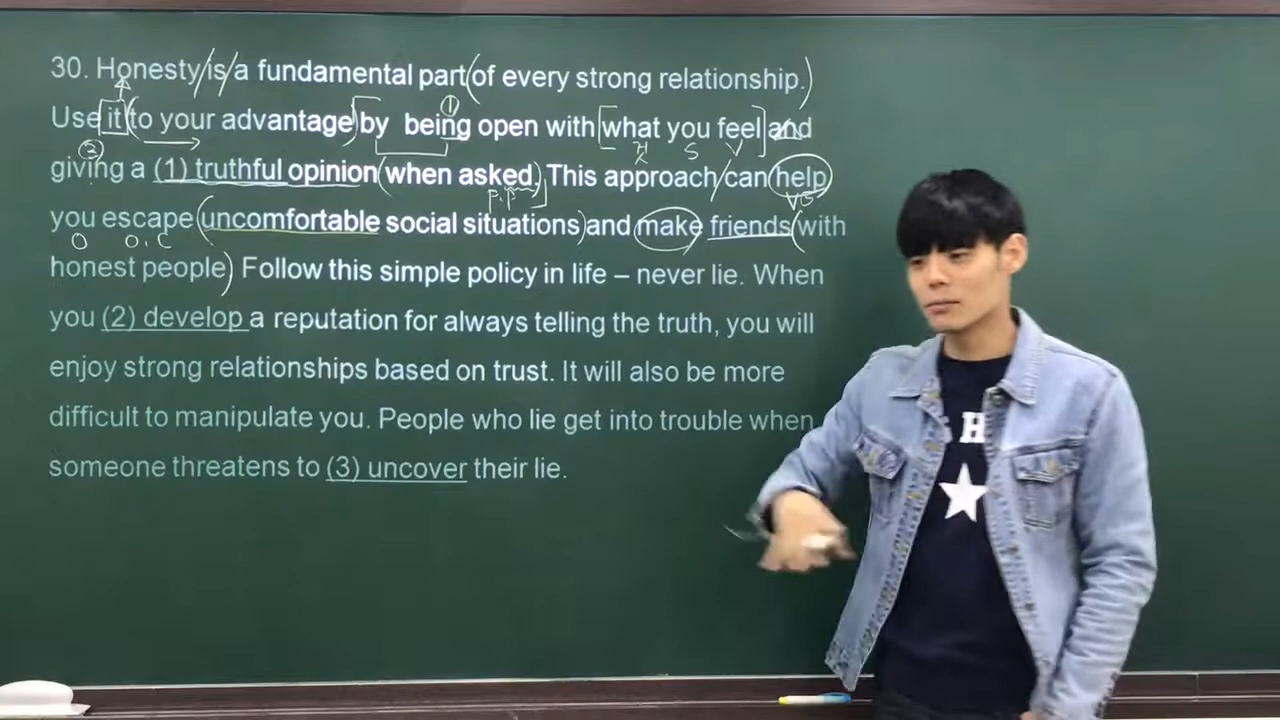 30. Honesty is a fundamental part of every strong relationship.
Use it to your advantage by being open with what you feel and
giving a (1) truthful opinion when asked. This approach can help
you escape uncomfortable social situations and make friends with
honest people. Follow this simple policy in life – never lie. When
you (2) develop a reputation for always telling the truth, you will
enjoy strong relationships based on trust. It will also be more
difficult to manipulate you. People who lie get into trouble when
someone threatens to (3) uncover their lie.
①
②
S
V
p.p
O
O.C
H